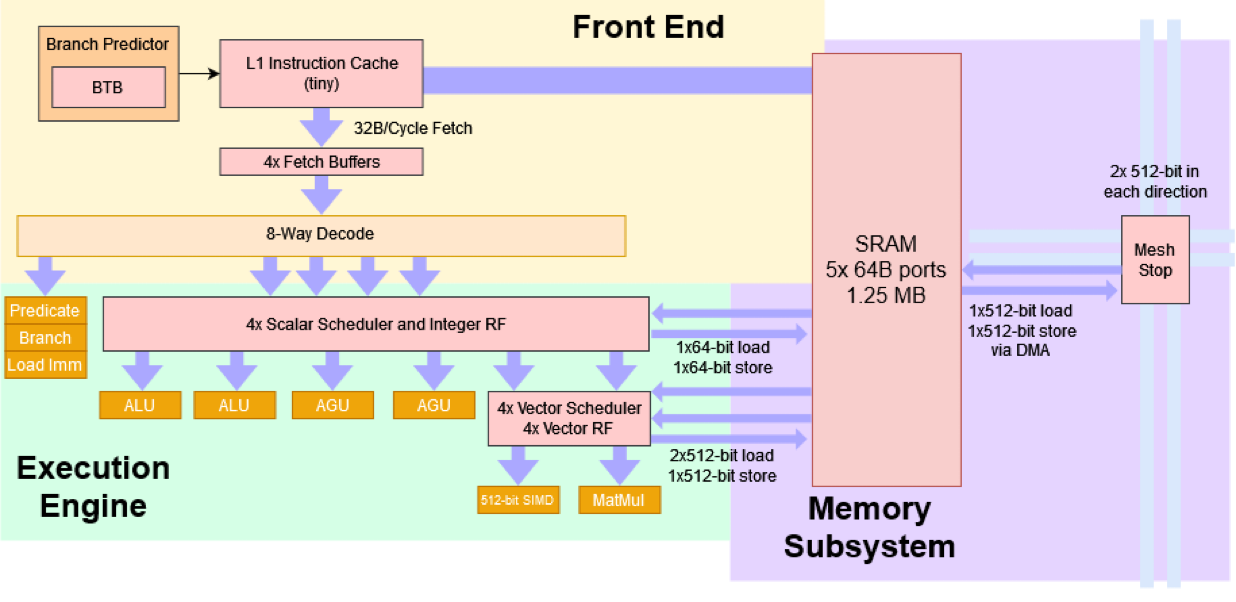 Front End
Branch Predictor
BTB
L1 Instruction Cache
(tiny)
32B/Cycle Fetch
4x Fetch Buffers
8-Way Decode
Predicate
Branch
Load Imm
4x Scalar Scheduler and Integer RF
1x64-bit load
1x64-bit store
ALU
ALU
AGU
AGU
4x Vector Scheduler
4x Vector RF
2x512-bit load
1x512-bit store
512-bit SIMD
MatMul
Execution
Engine
SRAM
5x 64B ports
1.25 MB
2x 512-bit in
each direction
Mesh
Stop
1x512-bit load
1x512-bit store
via DMA
Memory
Subsystem